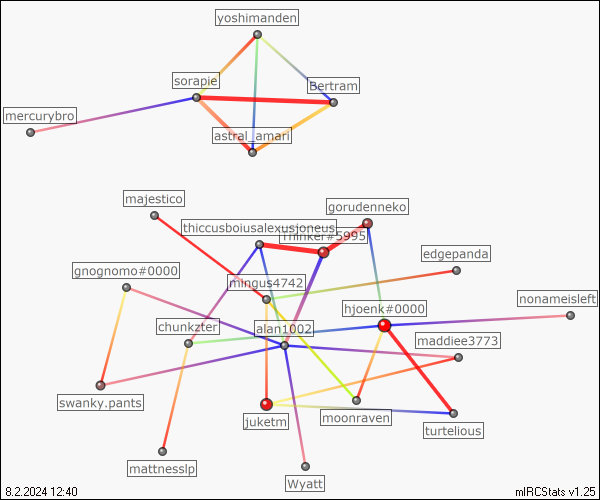 yoshimanden
sorapie
Bertram
mercurybro
astral_amari
majestico
gorudenneko
thiccusboiusalexusjoneus
Thinker#5995
edgepanda
gnognomo#0000
mingus4742
nonameisleft
hjoenk#0000
chunkzter
alan1002
maddiee3773
swanky.pants
juketm
moonraven
turtelious
mattnesslp
Wyatt
8.2.2024 12:40
mIRCStats v1.25